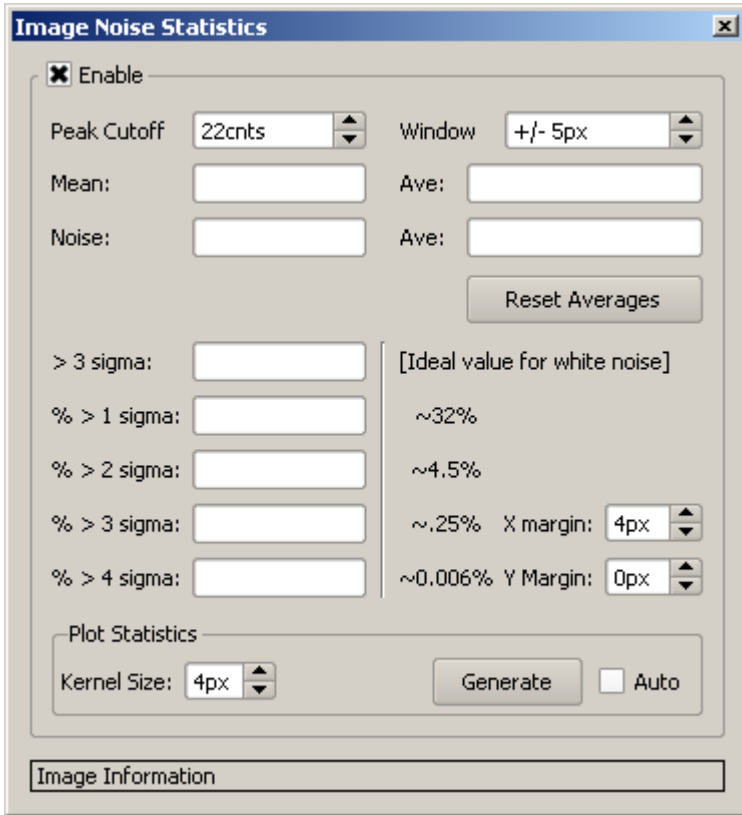 Image Noise Statistics
Enable
Peak Cutoff 22cnts Window +/- 5px
Mean: Ave:
Noise: Ave:
Reset Averages
> 3 sigma: [Ideal value for white noise]
% > 1 sigma: ~32%
% > 2 sigma: ~4.5%
% > 3 sigma: ~.25% X margin: 4px
% > 4 sigma: ~0.006% Y Margin: 0px
Plot Statistics
Kernel Size: 4px Generate Auto
Image Information